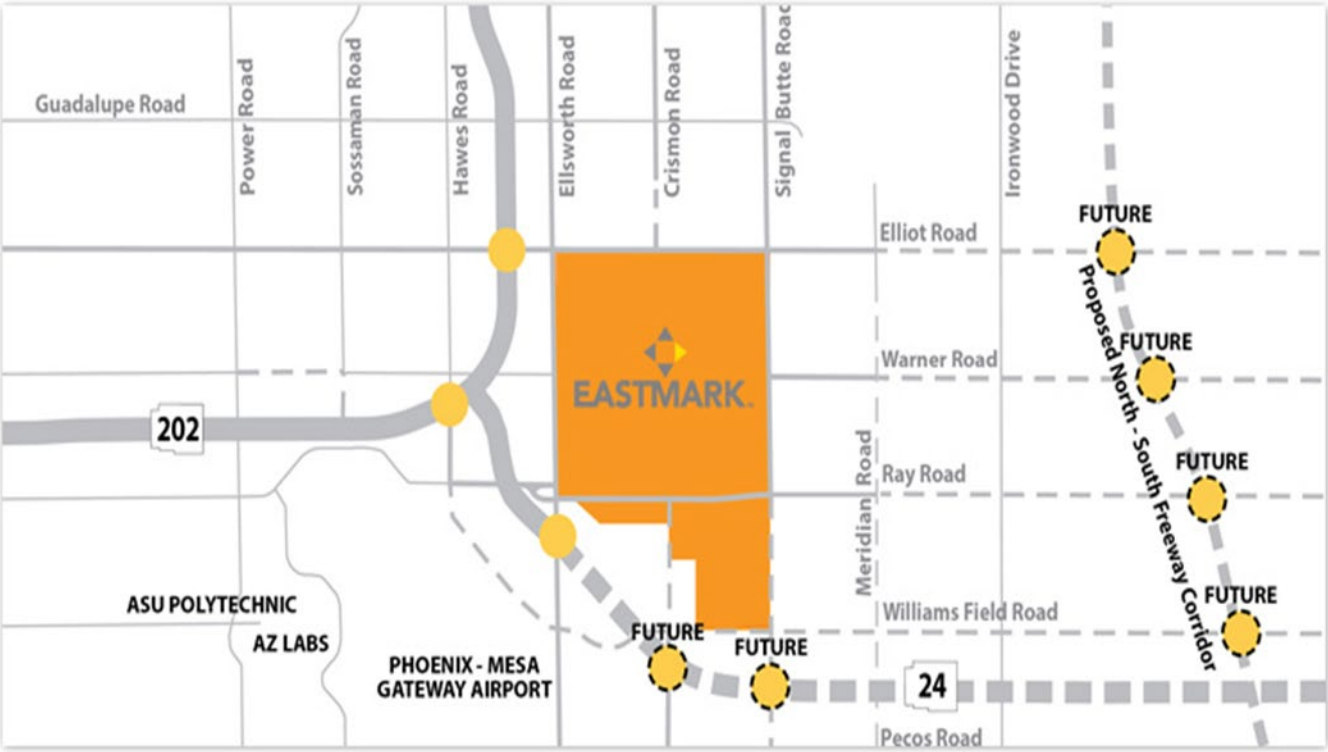 Guadalupe Road
Power Road
Sossaman Road
Hawes Road
Ellsworth Road
Crismon Road
Signal Butte Road
Ironwood Drive
FUTURE
Elliot Road
Proposed North - South Freeway Corridor
FUTURE
Warner Road
EASTMARK
202
FUTURE
Ray Road
Meridian Road
ASU POLYTECHNIC
AZ LABS
FUTURE
Williams Field Road
FUTURE
FUTURE
PHOENIX - MESA
GATEWAY AIRPORT
24
Pecos Road